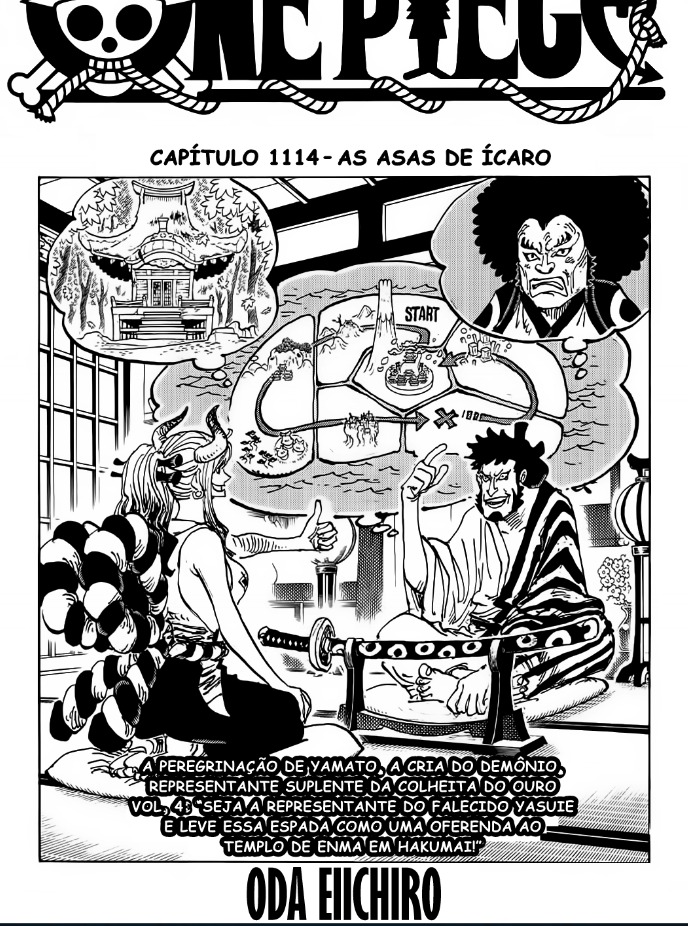 ONE PIECE
CAPÍTULO 1114 - AS ASAS DE ÍCARO
START
A PEREGRINAÇÃO DE YAMATO, A CRIA DO DEMÔNIO,
REPRESENTANTE SUPLENTE DA COLHEITA DO OURO
VOL, 4: "SEJA A REPRESENTANTE DO FALECIDO YASUIE
E LEVE ESSA ESPADA COMO UMA OFERENDA AO
TEMPLO DE ENMA EM HAKUMAI!"
ODA EIICHIRO